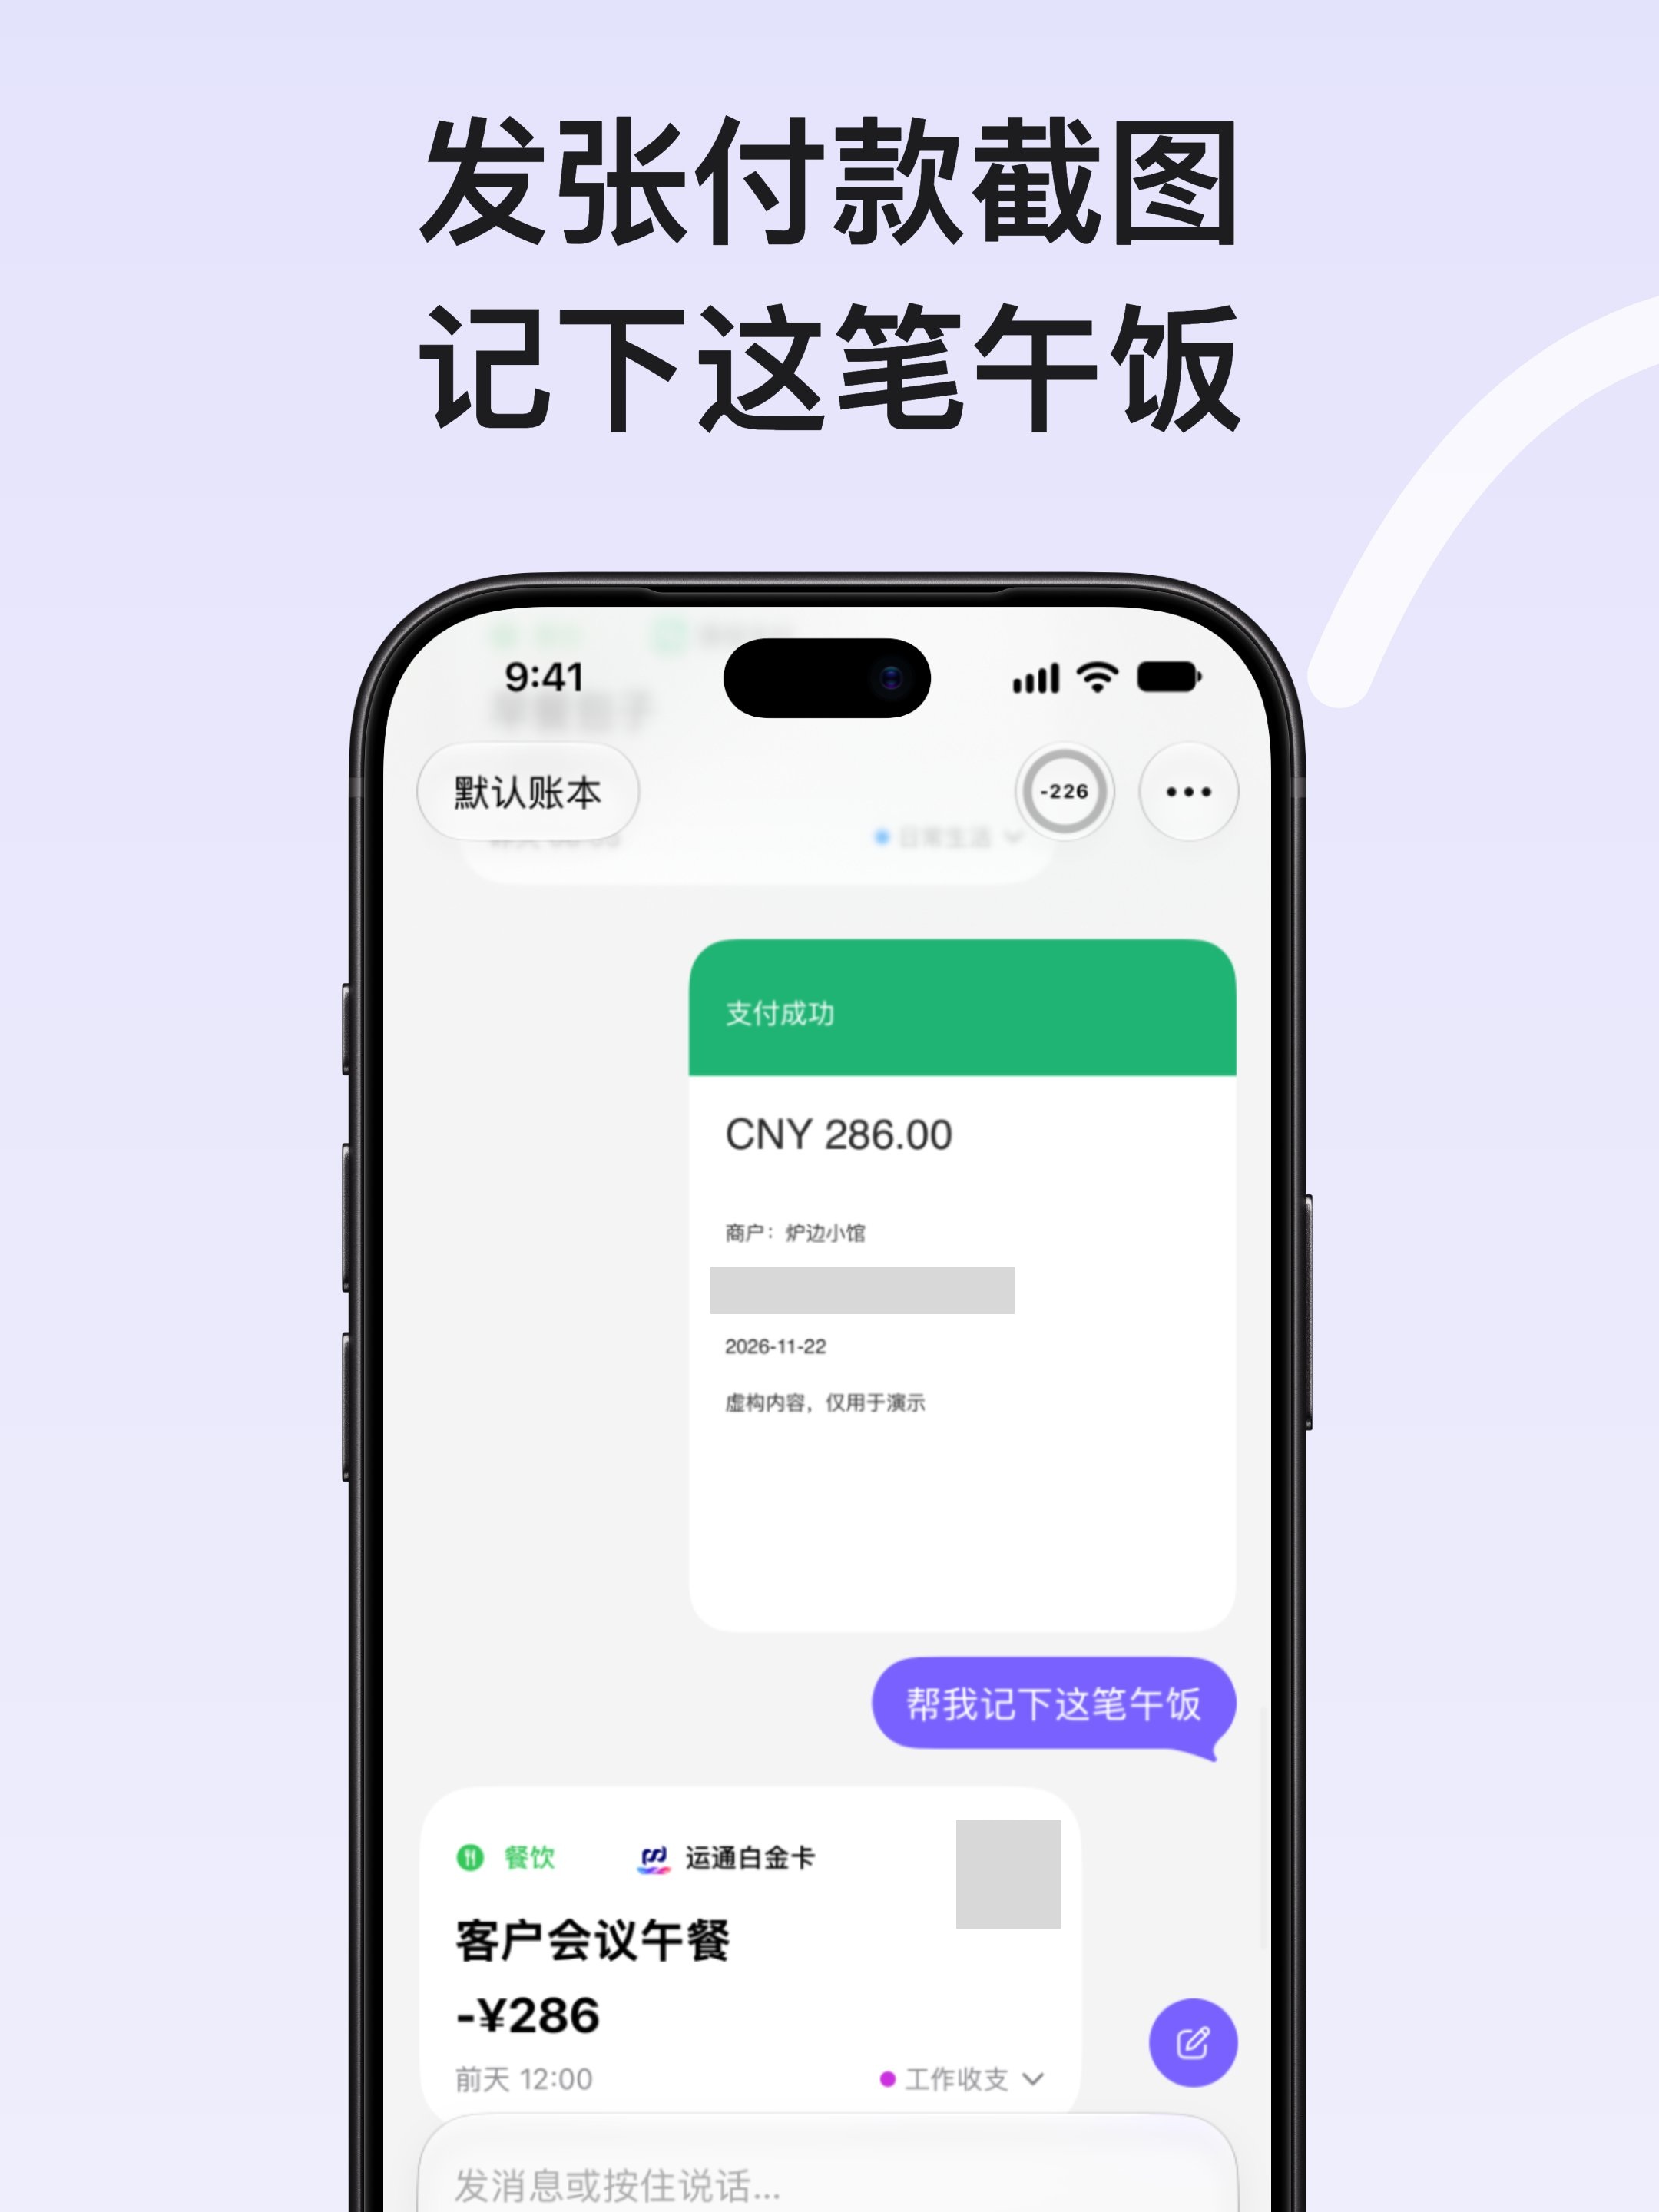 发张付款截图
记下这笔午饭
9:41
默认账本
-226
日常生活
支付成功
CNY 286.00
商户：炉边小馆
2026-11-22
虚构内容，仅用于演示
帮我记下这笔午饭
餐饮 运通白金卡
客户会议午餐
-¥286
前天 12:00 工作收支
发消息或按住说话...